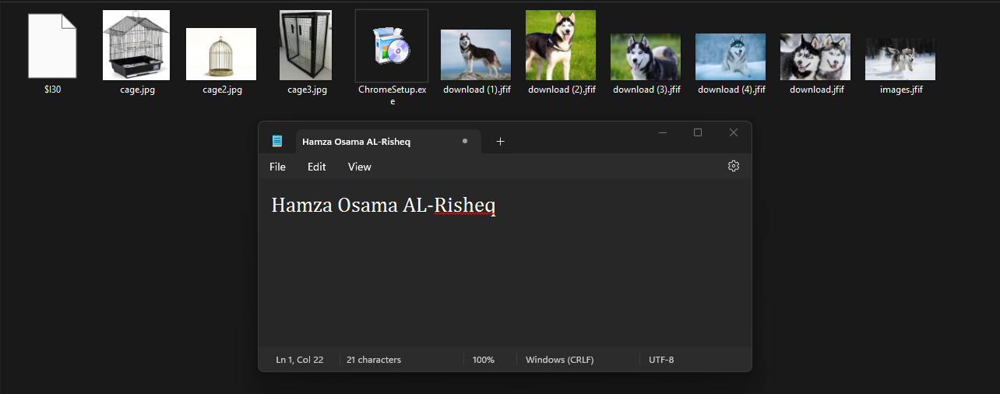 $I30
cage.jpg
cage2.jpg
cage3.jpg
ChromeSetup.ex
e
download (1).jfif
download (2).jfif
download (3).jfif
download (4).jfif
download.jfif
images.jfif
Hamza Osama AL-Risheq
File Edit View
Hamza Osama AL-Risheq
Ln 1, Col 22 21 characters 100% Windows (CRLF) UTF-8